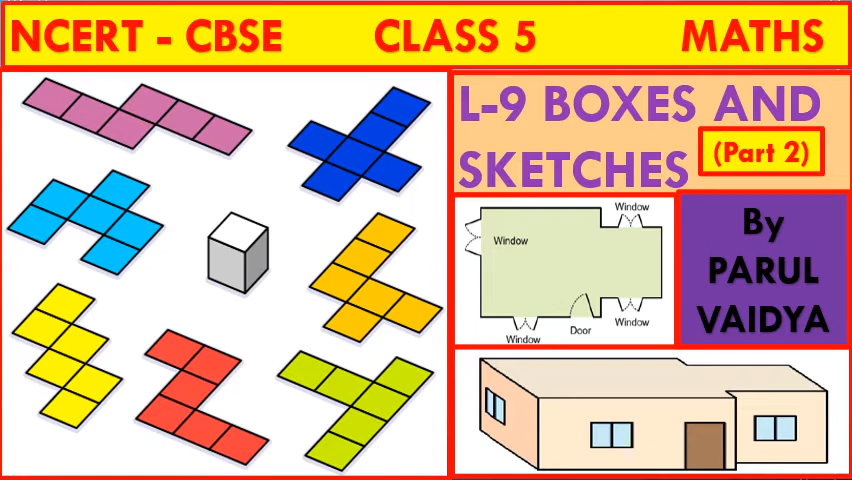 NCERT - CBSE CLASS 5 MATHS
L-9 BOXES AND
SKETCHES
(Part 2)
Window
Window
Window
Door
Window
By
PARUL
VAIDYA